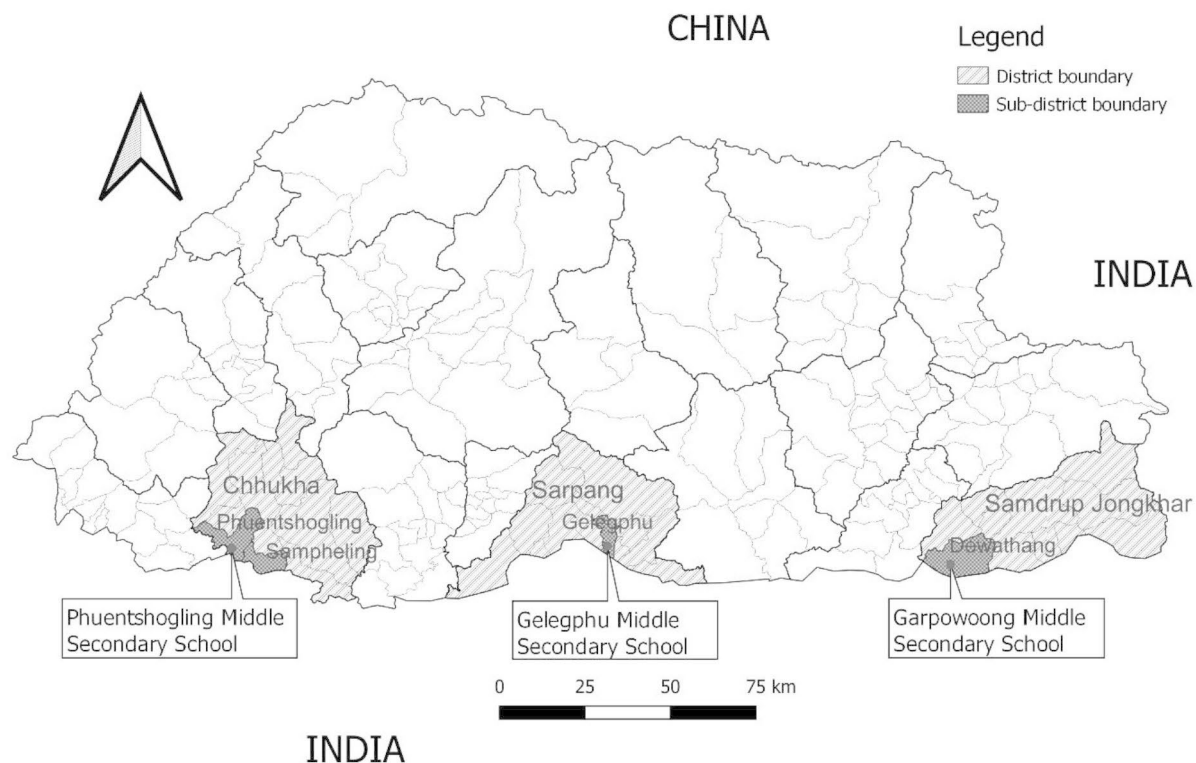 CHINA
Legend
District boundary
Sub-district boundary
INDIA
Chhukha
Phuentshogling
Sampheling
Sarpang
Gelegphu
Samdrup Jongkhar
Dewathang
Phuentshogling Middle
Secondary School
Gelegphu Middle
Secondary School
Garpowoong Middle
Secondary School
0 25 50 75 km
INDIA